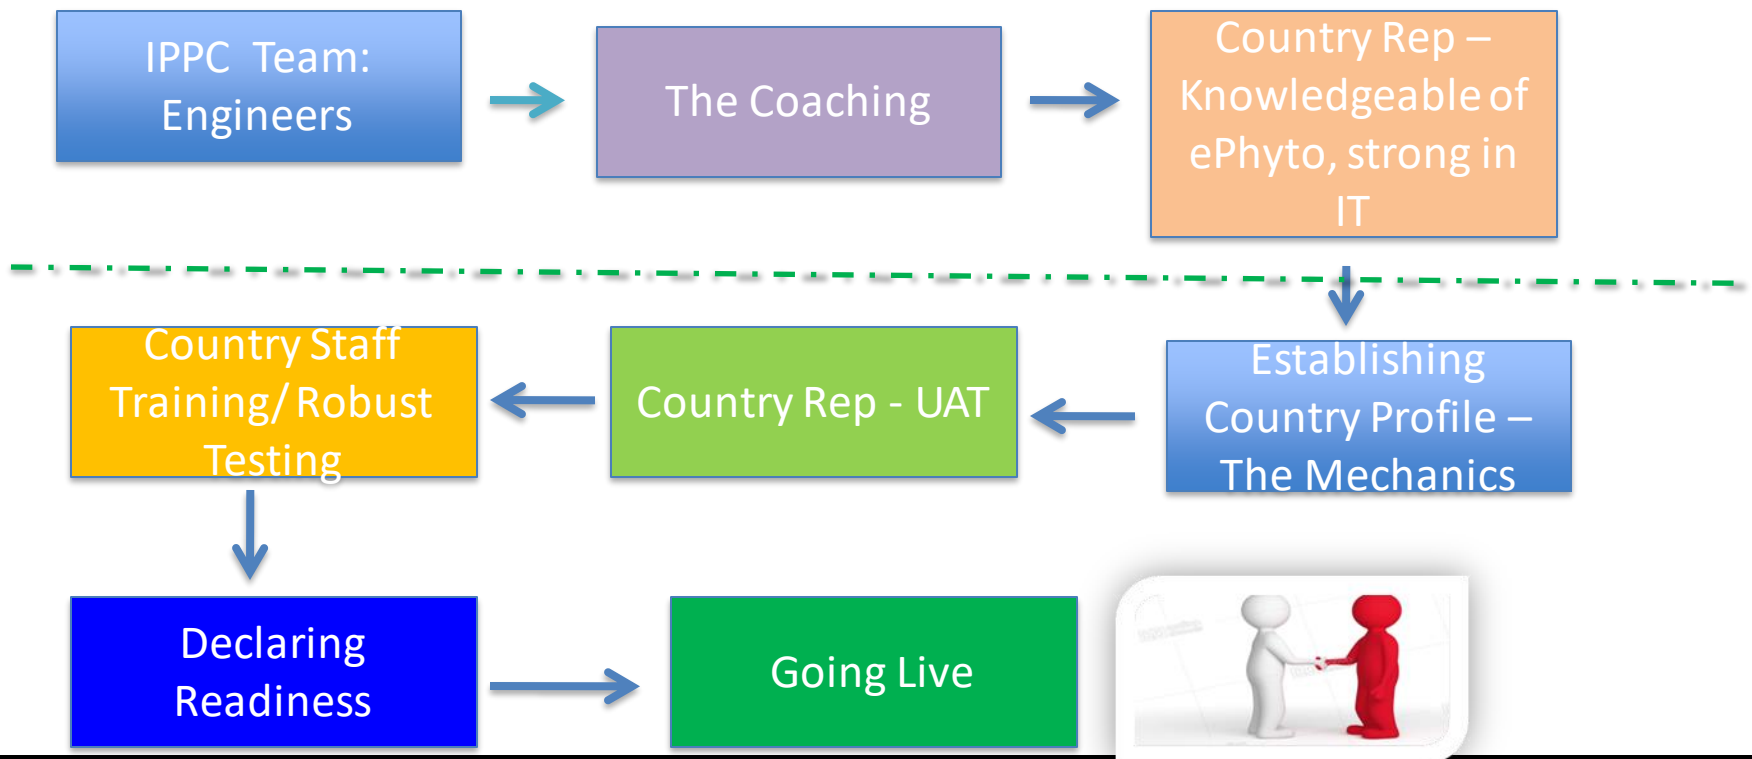 IPPC Team:
Engineers
The Coaching
Country Rep –
Knowledgeable of
ePhyto, strong in
IT
Establishing
Country Profile –
The Mechanics
Country Rep - UAT
Country Staff
Training/ Robust
Testing
Declaring
Readiness
Going Live